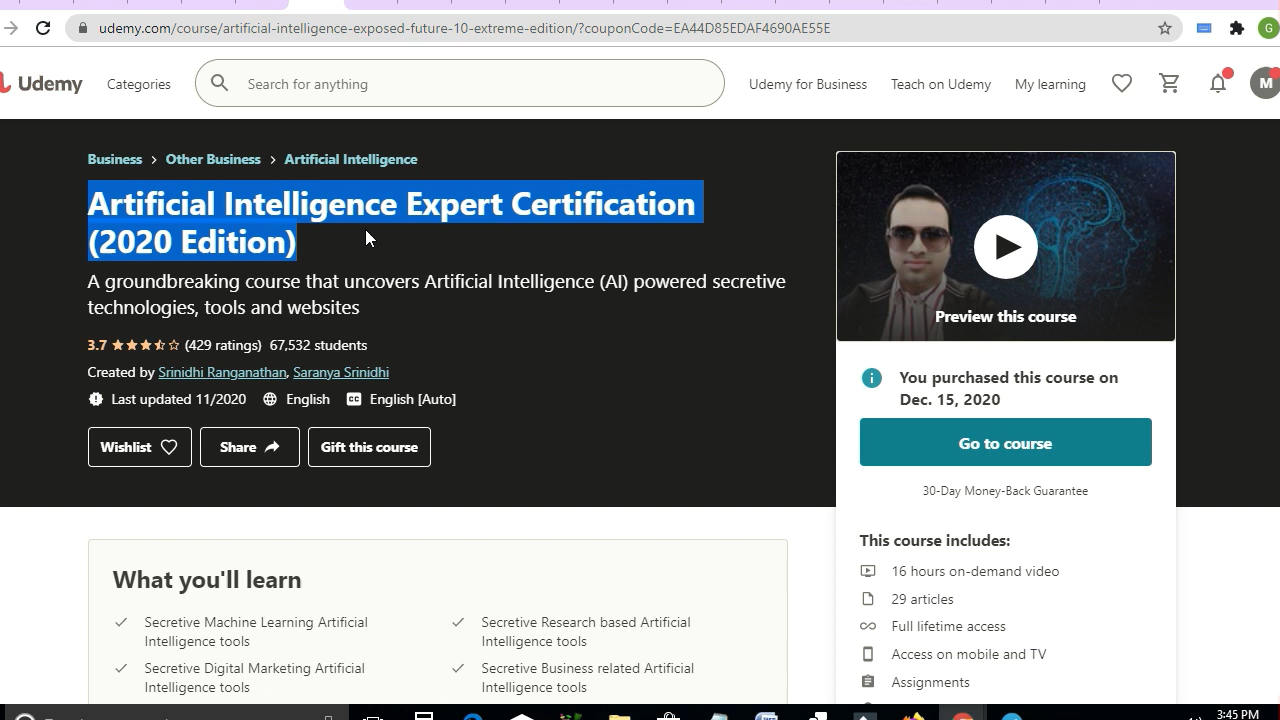 udemy.com/course/artificial-intelligence-exposed-future-10-extreme-edition/?couponCode=EA44D85EDAF4690AE55E
G
Udemy
Categories
Search for anything
Udemy for Business
Teach on Udemy
My learning
M
Business > Other Business > Artificial Intelligence
Artificial Intelligence Expert Certification
(2020 Edition)
A groundbreaking course that uncovers Artificial Intelligence (AI) powered secretive
technologies, tools and websites
3.7 (429 ratings) 67,532 students
Created by Srinidhi Ranganathan, Saranya Srinidhi
Last updated 11/2020 English CC English [Auto]
Wishlist
Share
Gift this course
Preview this course
You purchased this course on
Dec. 15, 2020
Go to course
30-Day Money-Back Guarantee
This course includes:
16 hours on-demand video
29 articles
Full lifetime access
Access on mobile and TV
Assignments
What you'll learn
Secretive Machine Learning Artificial
Intelligence tools
Secretive Research based Artificial
Intelligence tools
Secretive Digital Marketing Artificial
Intelligence tools
Secretive Business related Artificial
Intelligence tools
3:45 PM